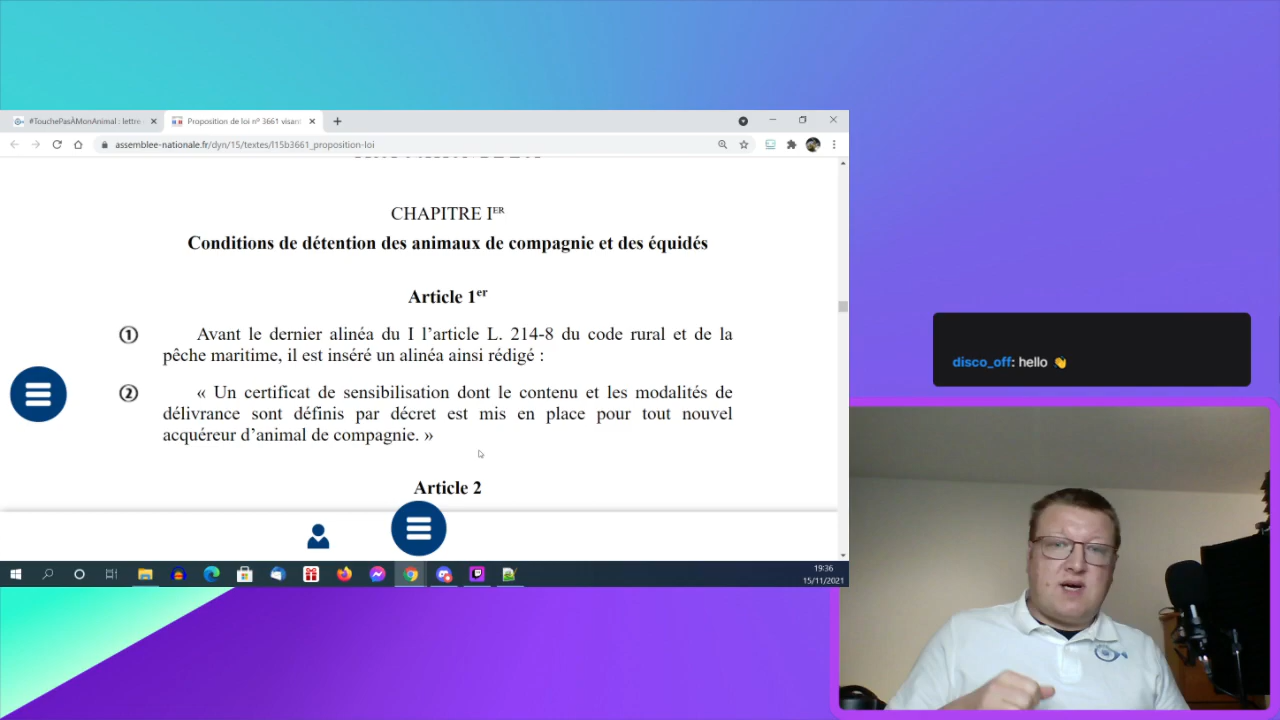 #TouchePasÀMonAnimal : lettre
Proposition de loi nº 3661 visant
assemblee-nationale.fr/dyn/15/textes/l15b3661_proposition-loi
CHAPITRE IER
Conditions de détention des animaux de compagnie et des équidés
Article 1er
① Avant le dernier alinéa du I l’article L. 214-8 du code rural et de la
pêche maritime, il est inséré un alinéa ainsi rédigé :
② « Un certificat de sensibilisation dont le contenu et les modalités de
délivrance sont définis par décret est mis en place pour tout nouvel
acquéreur d’animal de compagnie. »
Article 2
disco_off: hello 👏
19:36
15/11/2021